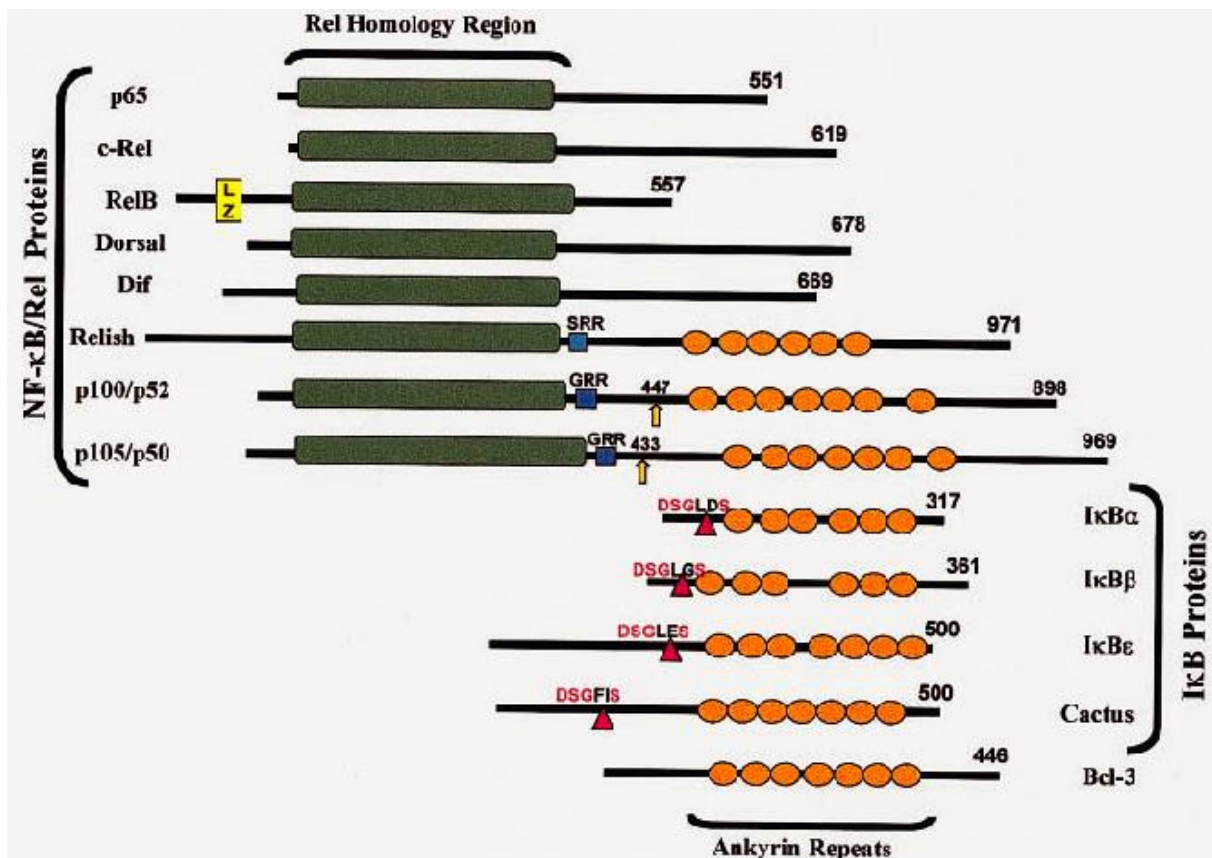 Rel Homology Region
NF-κB/Rel Proteins
p65
551
c-Rel
619
RelB
L
Z
557
Dorsal
678
Dif
669
Relish
SRR
971
p100/p52
GRR
447
898
p105/p50
GRR
433
969
DSGLDS
317
IκBα
DSGLGS
361
IκBβ
DSGLES
500
IκBε
DSGFIS
500
Cactus
446
Bcl-3
IκB Proteins
Ankyrin Repeats